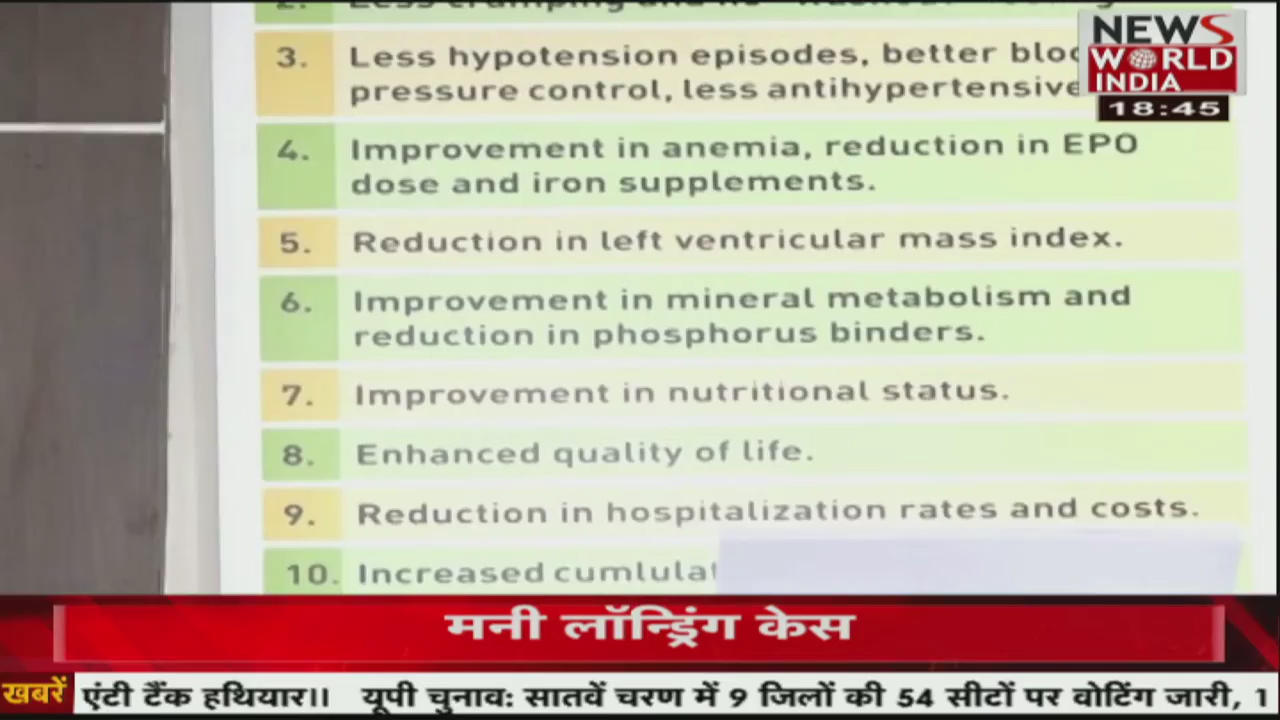 3. Less hypotension episodes, better
pressure control, less antihypertensive
4. Improvement in anemia, reduction in EPO
dose and iron supplements.
5. Reduction in left ventricular mass index.
6. Improvement in mineral metabolism and
reduction in phosphorus binders.
7. Improvement in nutritional status.
8. Enhanced quality of life.
9. Reduction in hospitalization rates and costs.
10. Increased
NEWS
WORLD
INDIA
18:45
मनी लॉन्ड्रिंग केस
खबरें एंटी टैंक हथियार।। यूपी चुनाव: सातवें चरण में 9 जिलों की 54 सीटों पर वोटिंग जारी, 1